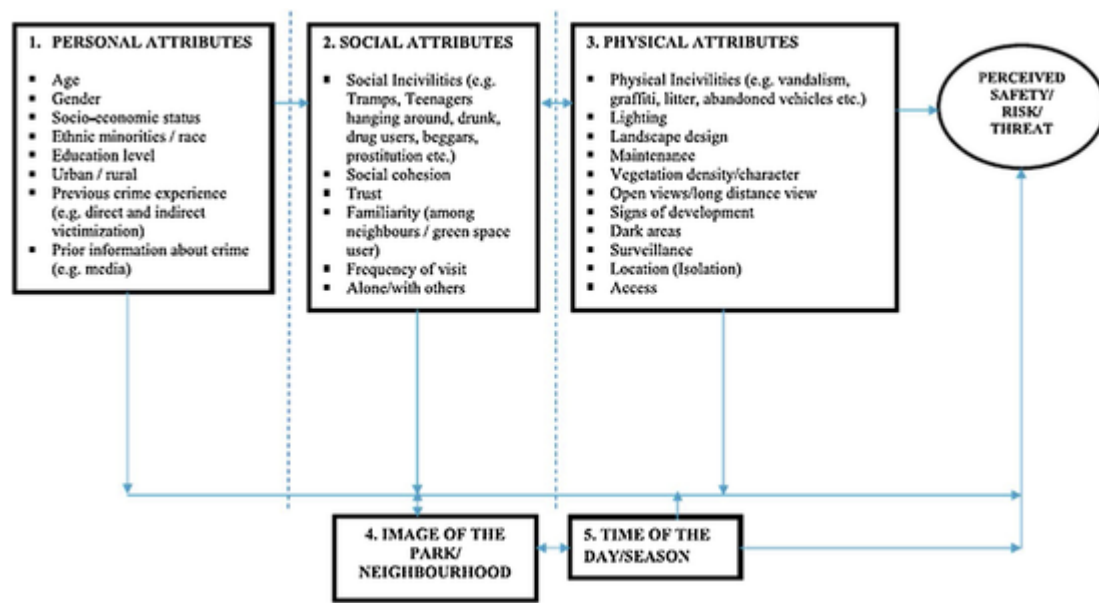 1. PERSONAL ATTRIBUTES
▪ Age
▪ Gender
▪ Socio–economic status
▪ Ethnic minorities / race
▪ Education level
▪ Urban / rural
▪ Previous crime experience
(e.g. direct and indirect
victimization)
▪ Prior information about crime
(e.g. media)
2. SOCIAL ATTRIBUTES
▪ Social Incivilities (e.g.
Tramps, Teenagers
hanging around, drunk,
drug users, beggars,
prostitution etc.)
▪ Social cohesion
▪ Trust
▪ Familiarity (among
neighbours / green space
user)
▪ Frequency of visit
▪ Alone/with others
3. PHYSICAL ATTRIBUTES
▪ Physical Incivilities (e.g. vandalism,
graffiti, litter, abandoned vehicles etc.)
▪ Lighting
▪ Landscape design
▪ Maintenance
▪ Vegetation density/character
▪ Open views/long distance view
▪ Signs of development
▪ Dark areas
▪ Surveillance
▪ Location (Isolation)
▪ Access
PERCEIVED
SAFETY/
RISK/
THREAT
4. IMAGE OF THE
PARK/
NEIGHBOURHOOD
5. TIME OF THE
DAY/SEASON